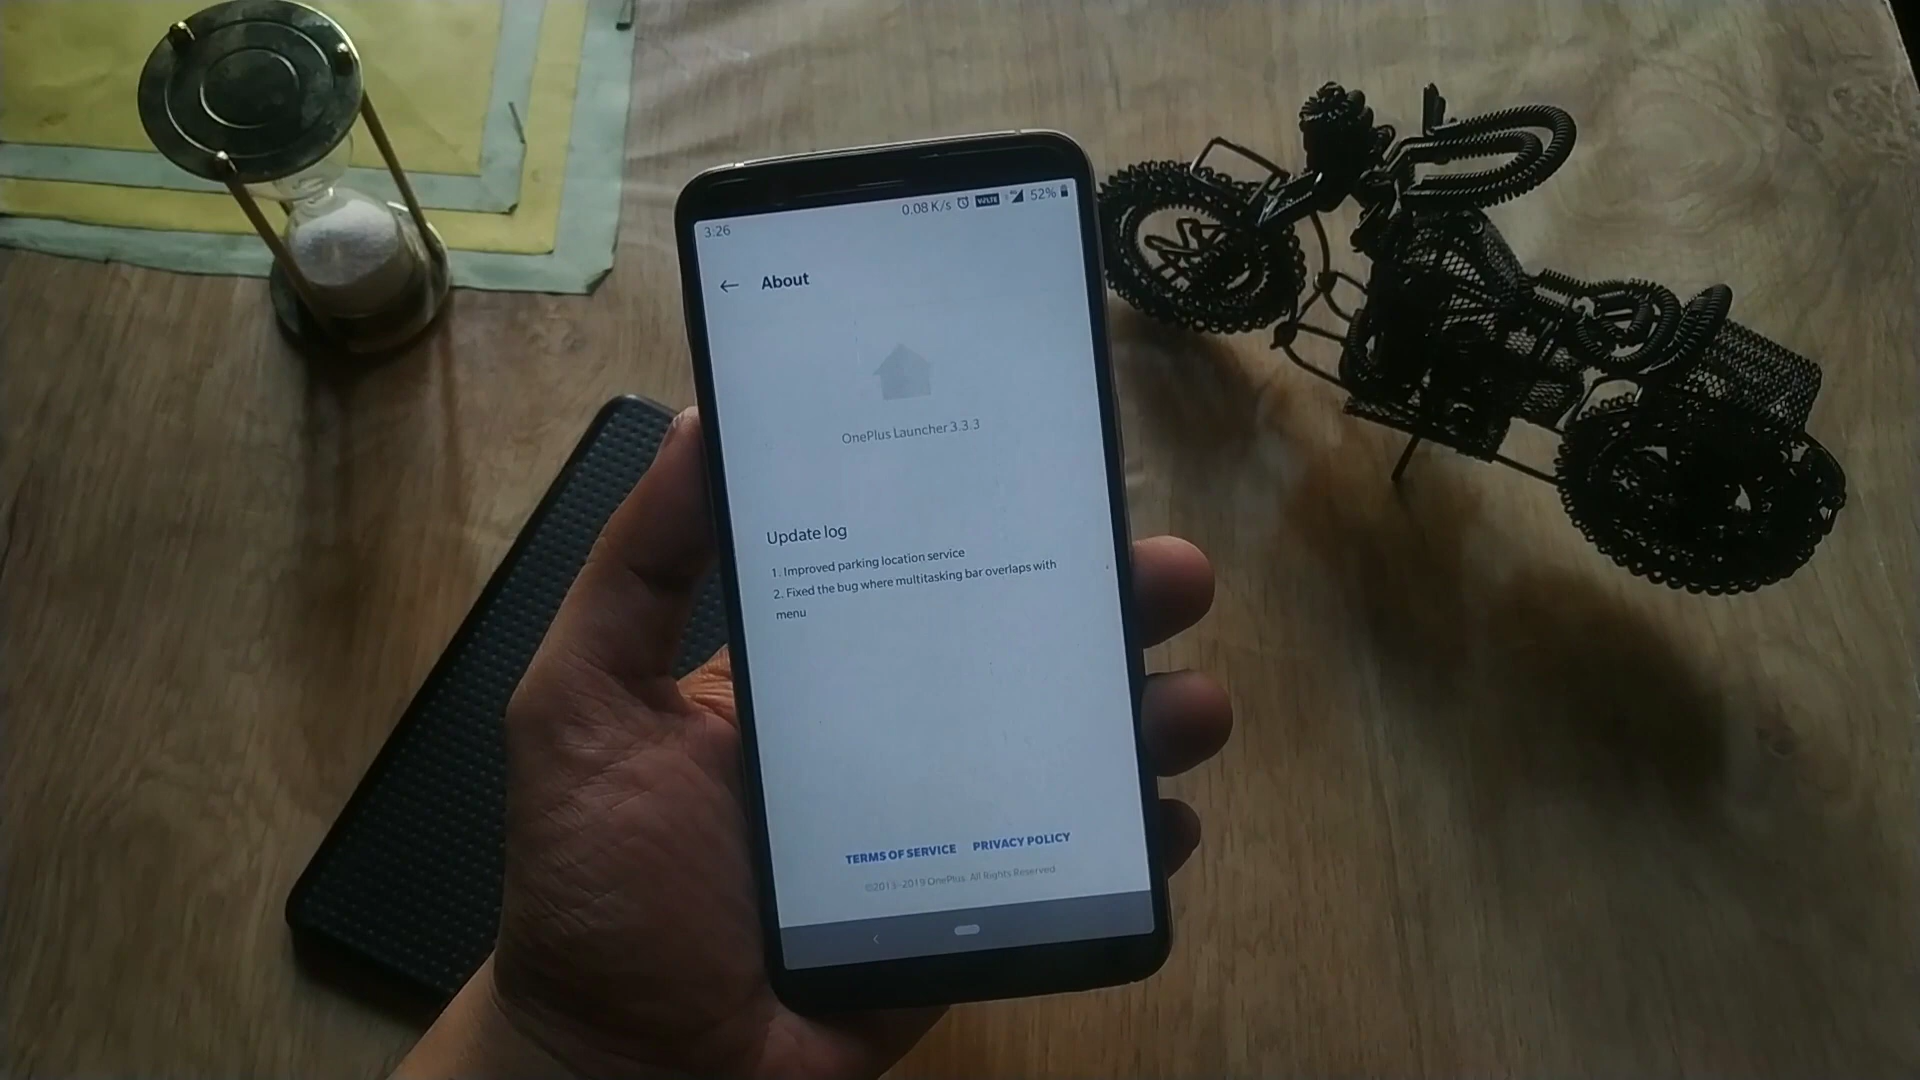 0.08 K/s VoLTE 4G 52%
3:26
← About
OnePlus Launcher 3.3.3
Update log
1. Improved parking location service
2. Fixed the bug where multitasking bar overlaps with
menu
TERMS OF SERVICE PRIVACY POLICY
©2013-2019 OnePlus. All Rights Reserved.